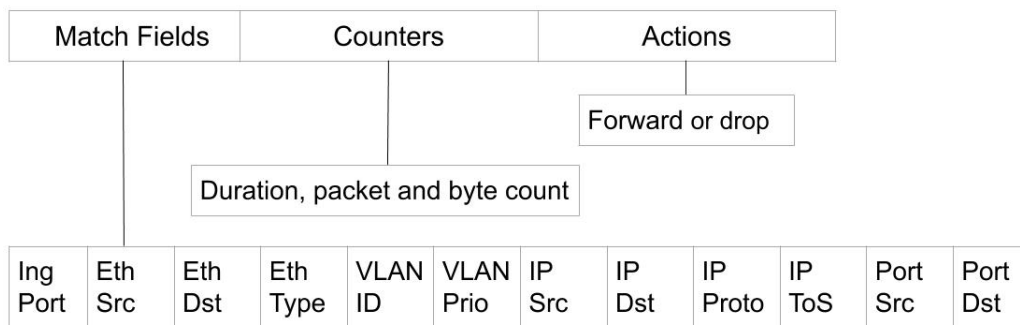 Match Fields Counters Actions
Forward or drop
Duration, packet and byte count
Ing Port Eth Src Eth Dst Eth Type VLAN ID VLAN Prio IP Src IP Dst IP Proto IP ToS Port Src Port Dst